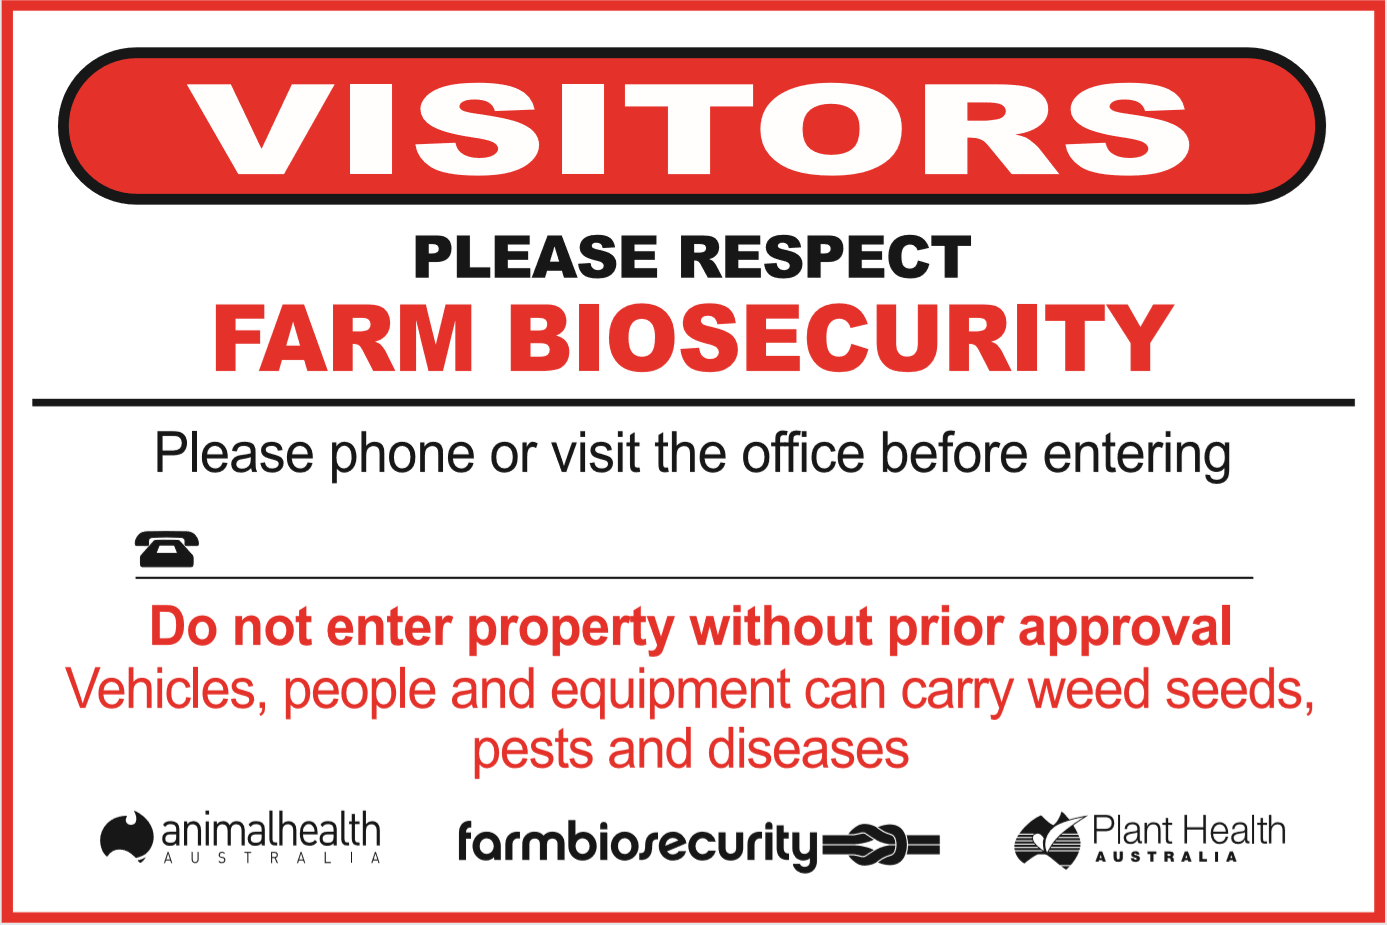 VISITORS
PLEASE RESPECT
FARM BIOSECURITY
Please phone or visit the office before entering
Do not enter property without prior approval
Vehicles, people and equipment can carry weed seeds,
pests and diseases
animalhealth
AUSTRALIA
farmbiosecurity
Plant Health
AUSTRALIA